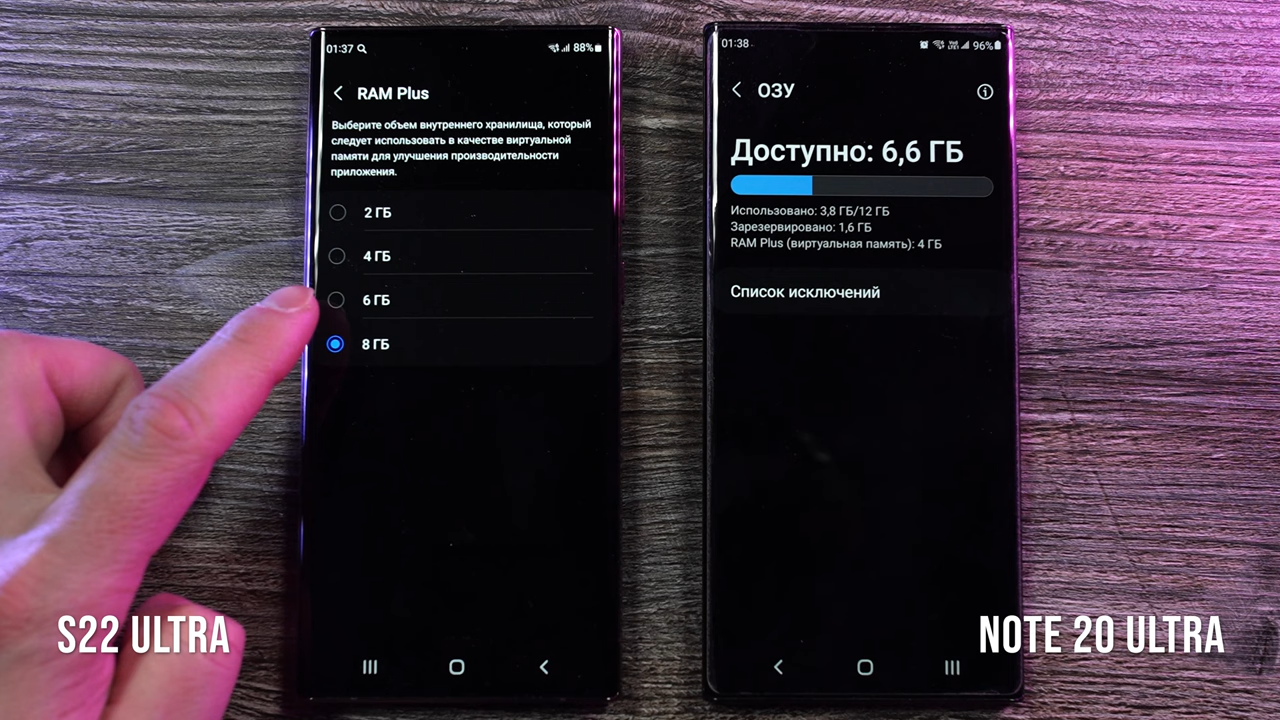 01:37
88%
RAM Plus
Выберите объем внутреннего хранилища, который
следует использовать в качестве виртуальной
памяти для улучшения производительности
приложения.
2 ГБ
4 ГБ
6 ГБ
8 ГБ
S22 ULTRA
01:38
96%
ОЗУ
Доступно: 6,6 ГБ
Использовано: 3,8 ГБ/12 ГБ
Зарезервировано: 1,6 ГБ
RAM Plus (виртуальная память): 4 ГБ
Список исключений
NOTE 20 ULTRA